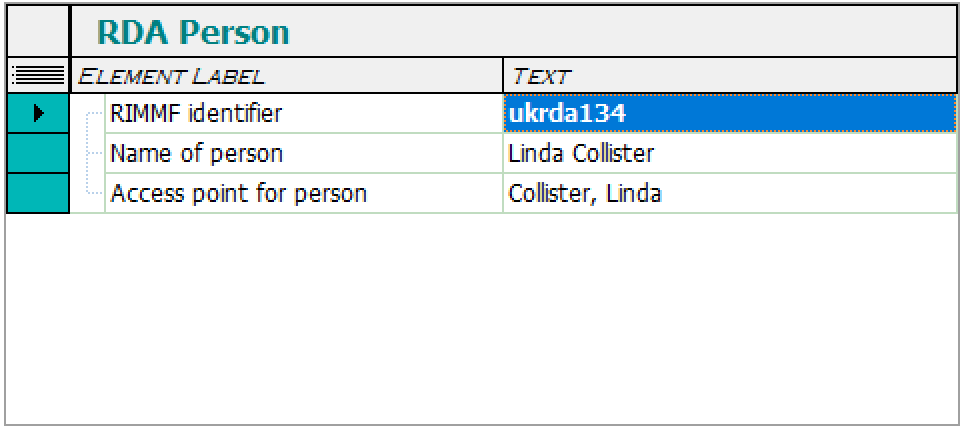 RDA Person
Element Label Text
RIMMF identifier ukrda134
Name of person Linda Collister
Access point for person Collister, Linda